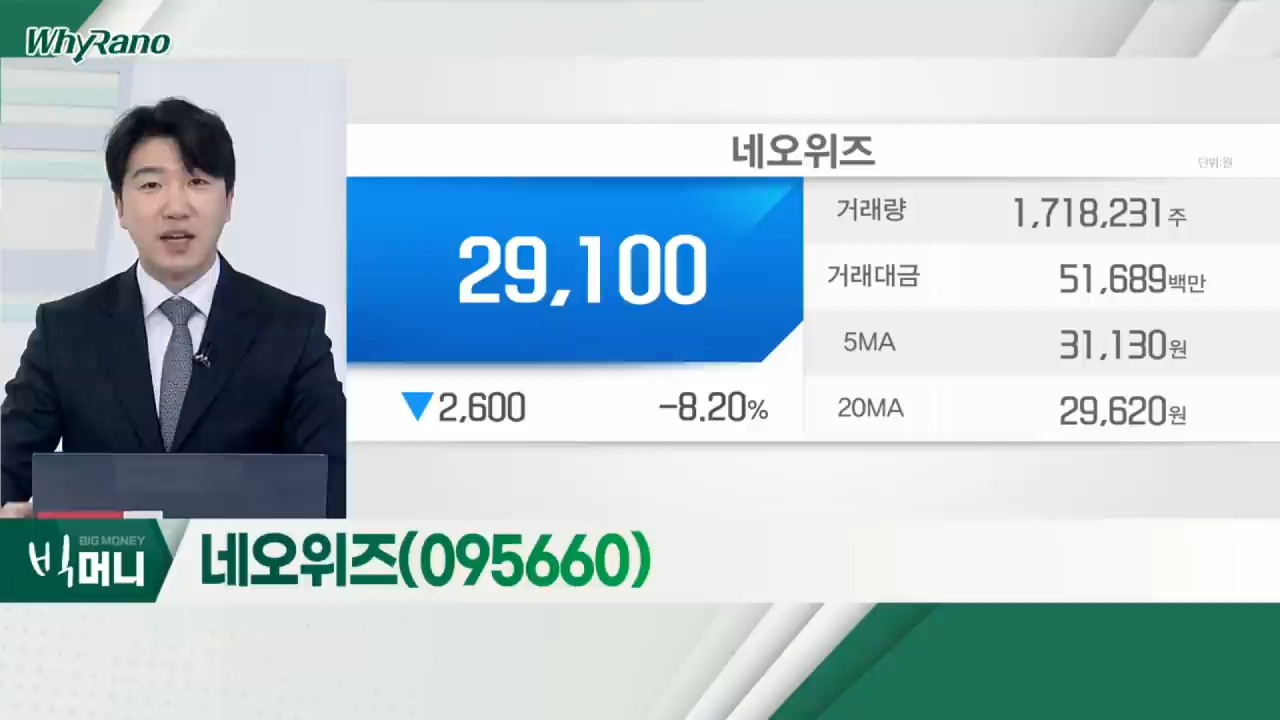 WhyRano
네오위즈
단위:원
29,100
▼2,600 -8.20%
거래량 1,718,231주
거래대금 51,689백만
5MA 31,130원
20MA 29,620원
BIG MONEY
빅머니
네오위즈(095660)